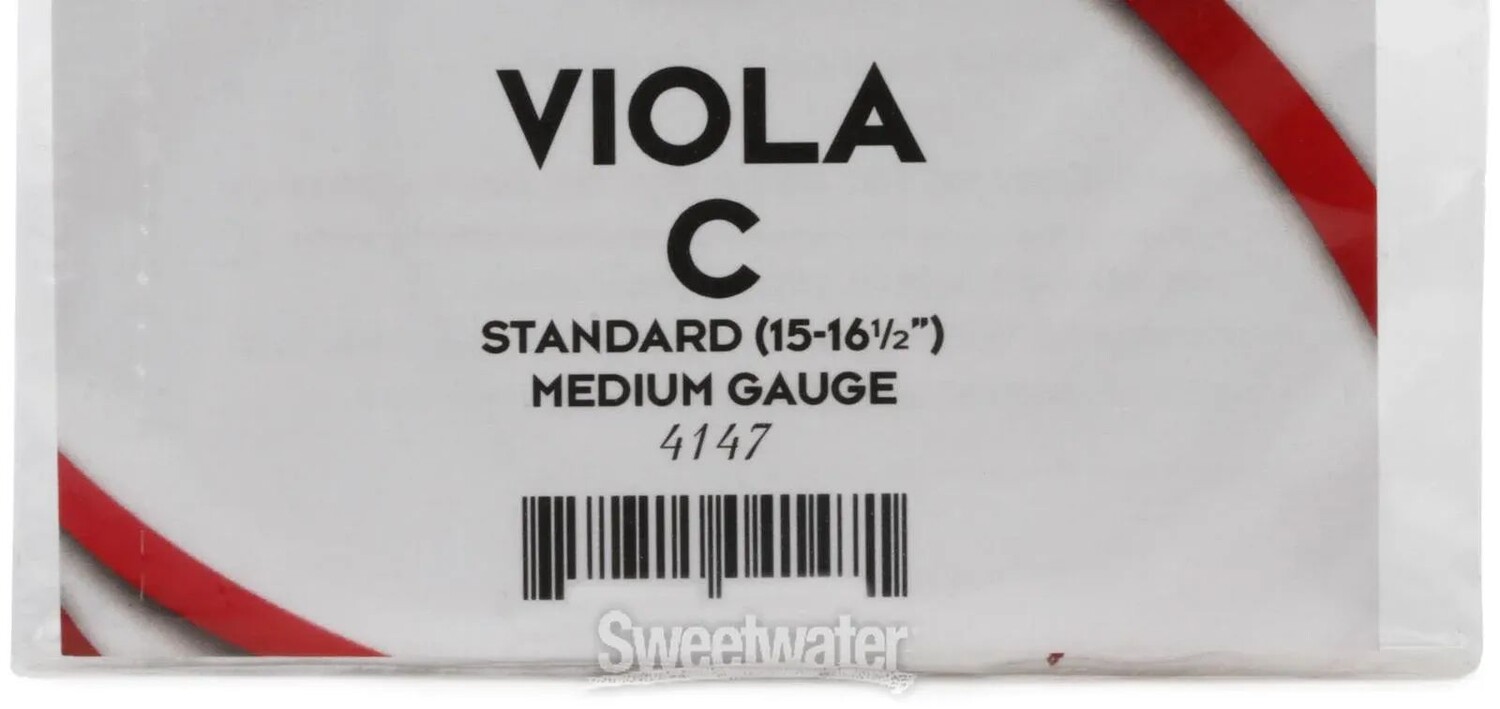 VIOLA
C
STANDARD (15-16½”)
MEDIUM GAUGE
4147
Sweetwater